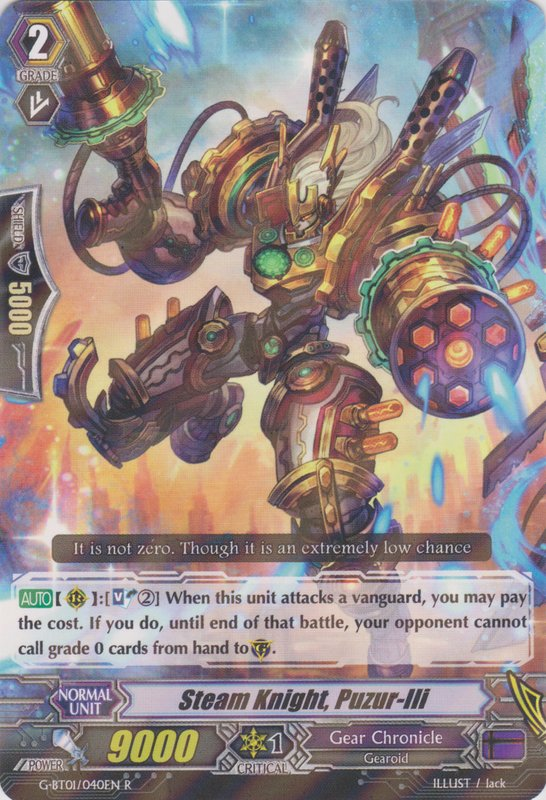 2
GRADE
SHIELD
5000
It is not zero. Though it is an extremely low chance
AUTO【 R 】:[V ②] When this unit attacks a vanguard, you may pay
the cost. If you do, until end of that battle, your opponent cannot
call grade 0 cards from hand to G.
NORMAL
UNIT
Steam Knight, Puzur-Ili
POWER
9000
1
CRITICAL
Gear Chronicle
Gearoid
G-BT01/040EN R
ILLUST / lack